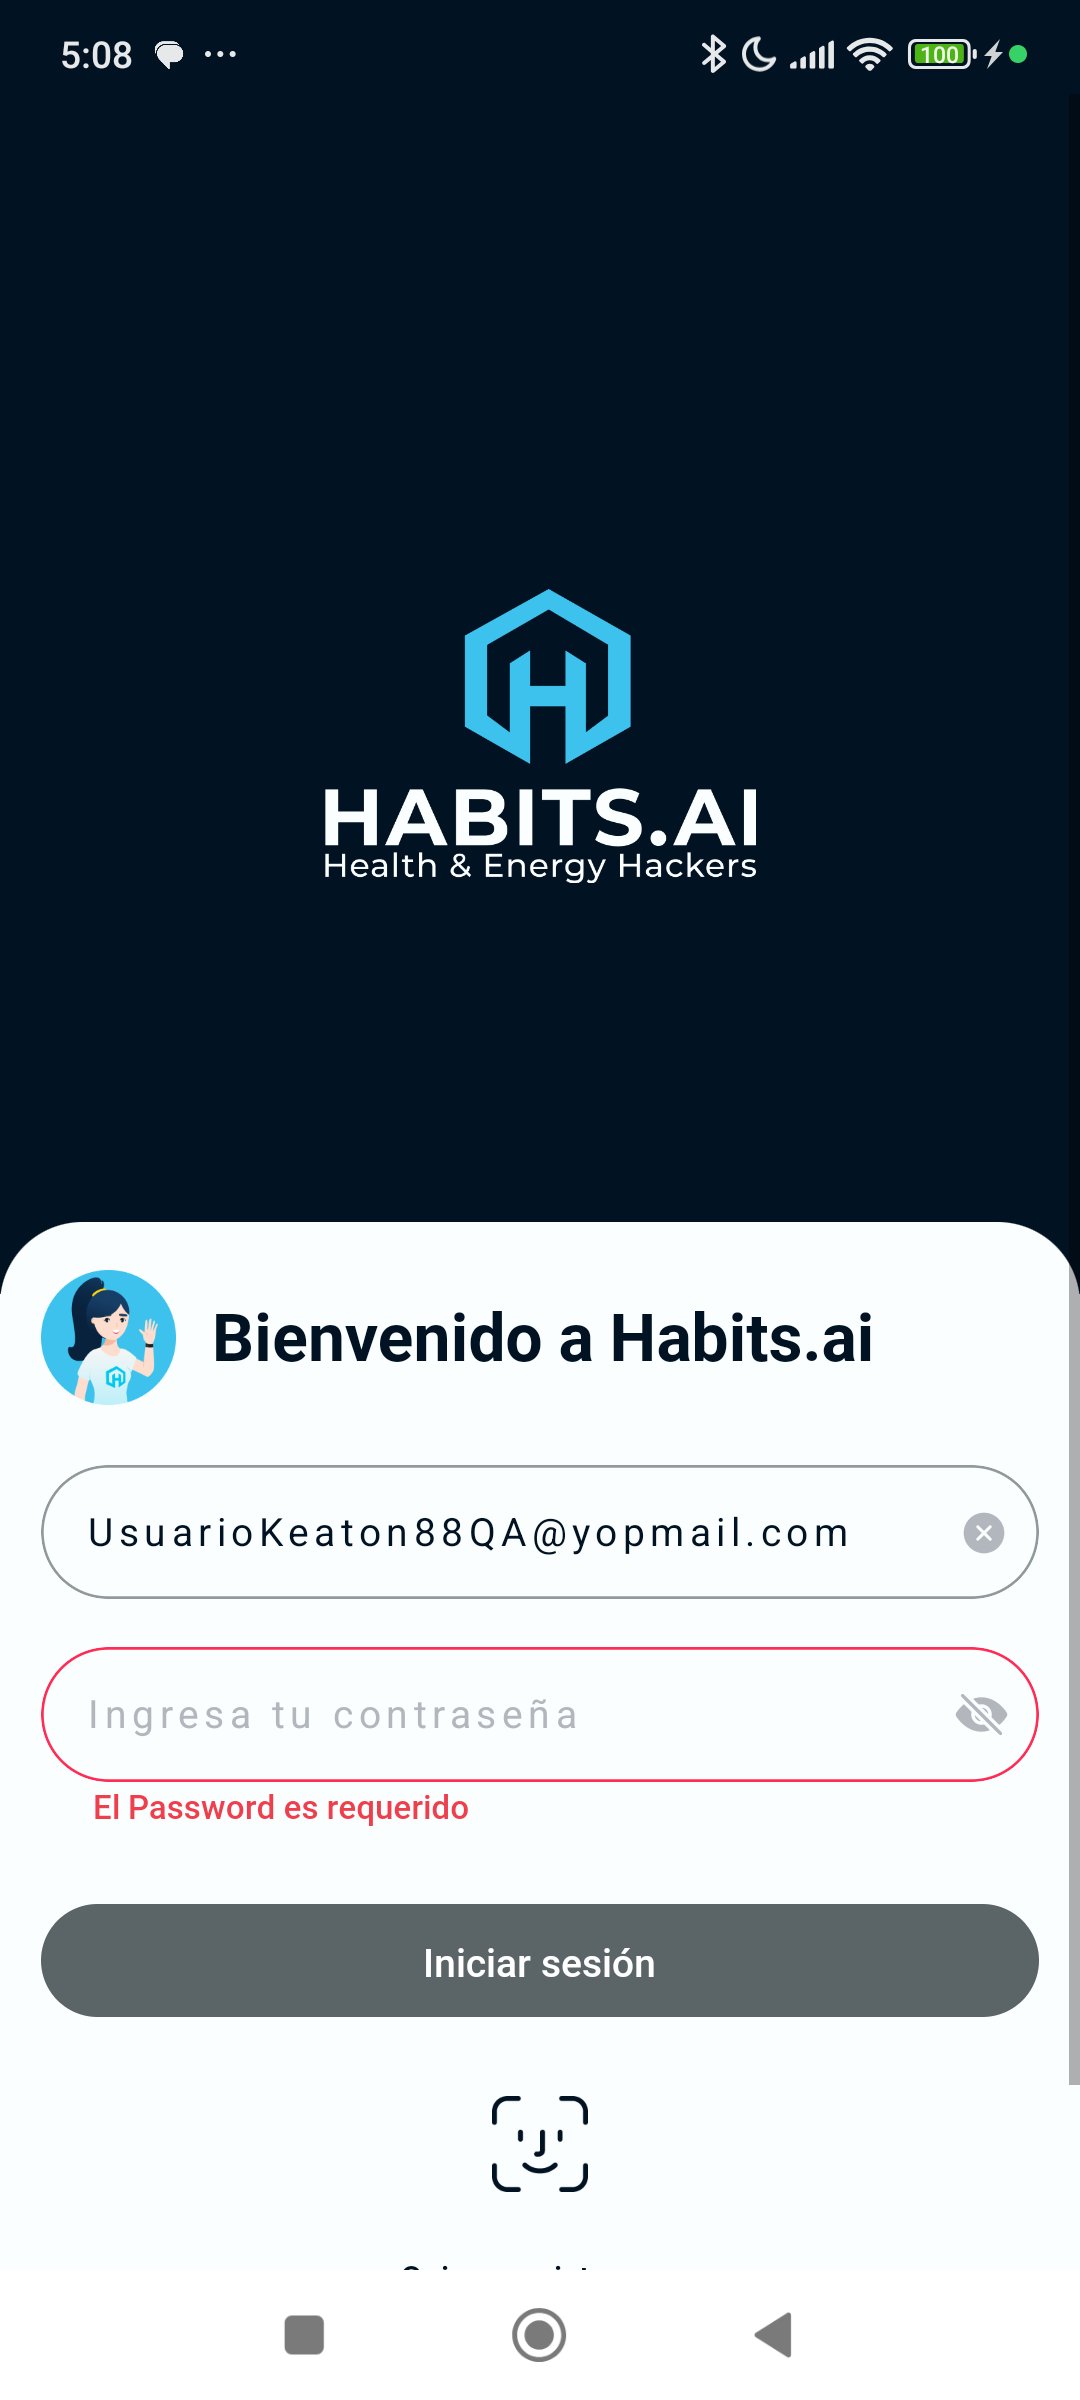 5:08
100
HABITS.AI
Health & Energy Hackers
Bienvenido a Habits.ai
UsuarioKeaton88QA@yopmail.com
Ingresa tu contraseña
El Password es requerido
Iniciar sesión